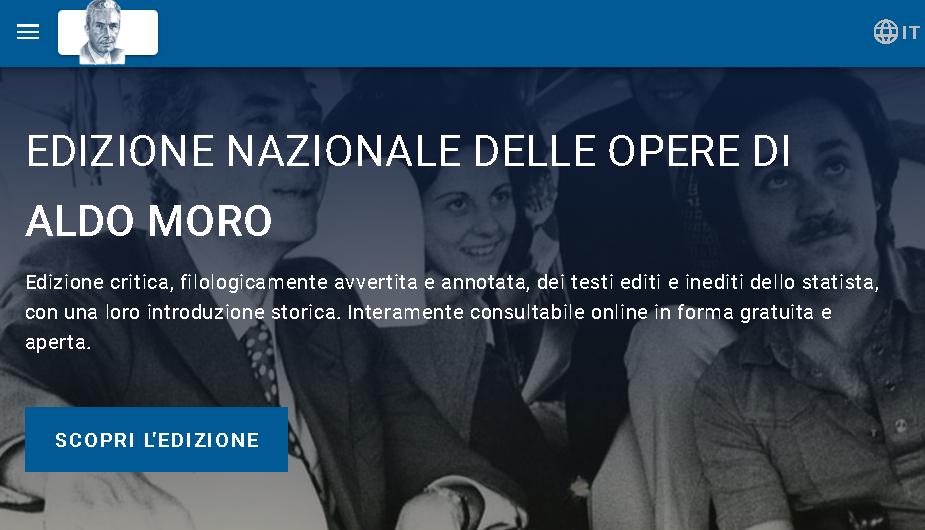 IT
EDIZIONE NAZIONALE DELLE OPERE DI
ALDO MORO
Edizione critica, filologicamente avvertita e annotata, dei testi editi e inediti dello statista,
con una loro introduzione storica. Interamente consultabile online in forma gratuita e
aperta.
SCOPRI L'EDIZIONE